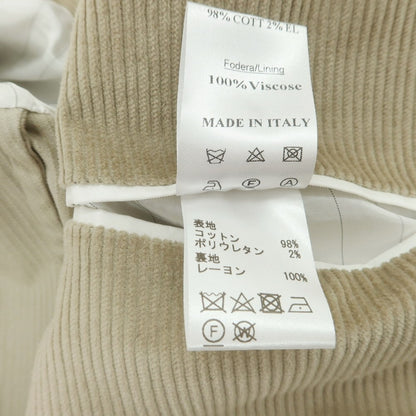 98% COTT 2% EL
Fodera/Lining
100%Viscose
MADE IN ITALY
F A
表地
コットン 98%
ポリウレタン 2%
裏地
レーヨン 100%
F W